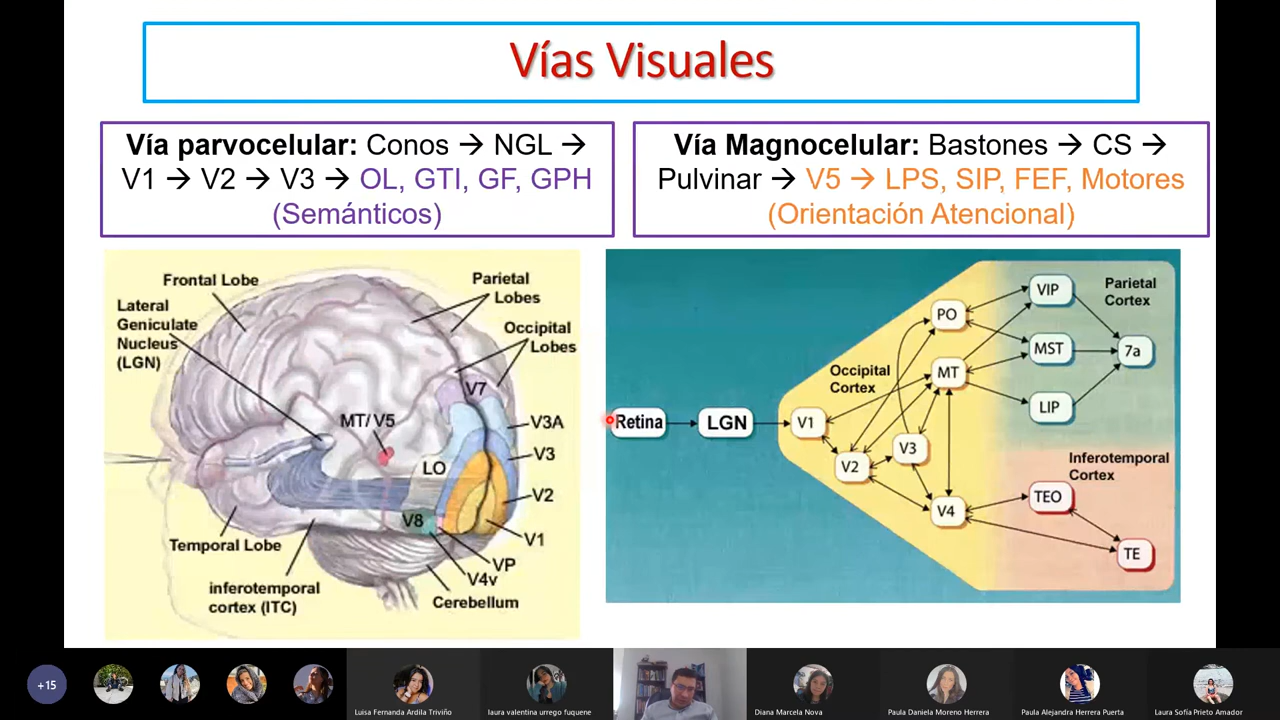 Vías Visuales
Vía parvocelular: Conos → NGL →
V1 → V2 → V3 → OL, GTI, GF, GPH
(Semánticos)
Vía Magnocelular: Bastones → CS →
Pulvinar → V5 → LPS, SIP, FEF, Motores
(Orientación Atencional)
Frontal Lobe
Lateral
Geniculate
Nucleus
(LGN)
Parietal
Lobes
Occipital
Lobes
V7
MT/V5
V3A
LO
V3
V2
V8
V1
VP
V4v
Temporal Lobe
inferotemporal
cortex (ITC)
Cerebellum
Retina
LGN
Occipital
Cortex
V1
V2
V3
PO
MT
V4
VIP
MST
LIP
7a
Parietal
Cortex
Inferotemporal
Cortex
TEO
TE
+15
Luisa Fernanda Ardila Triviño
laura valentina urrego fuquene
Diana Marcela Nova
Paula Daniela Moreno Herrera
Paula Alejandra Herrera Puerta
Laura Sofía Prieto Amador